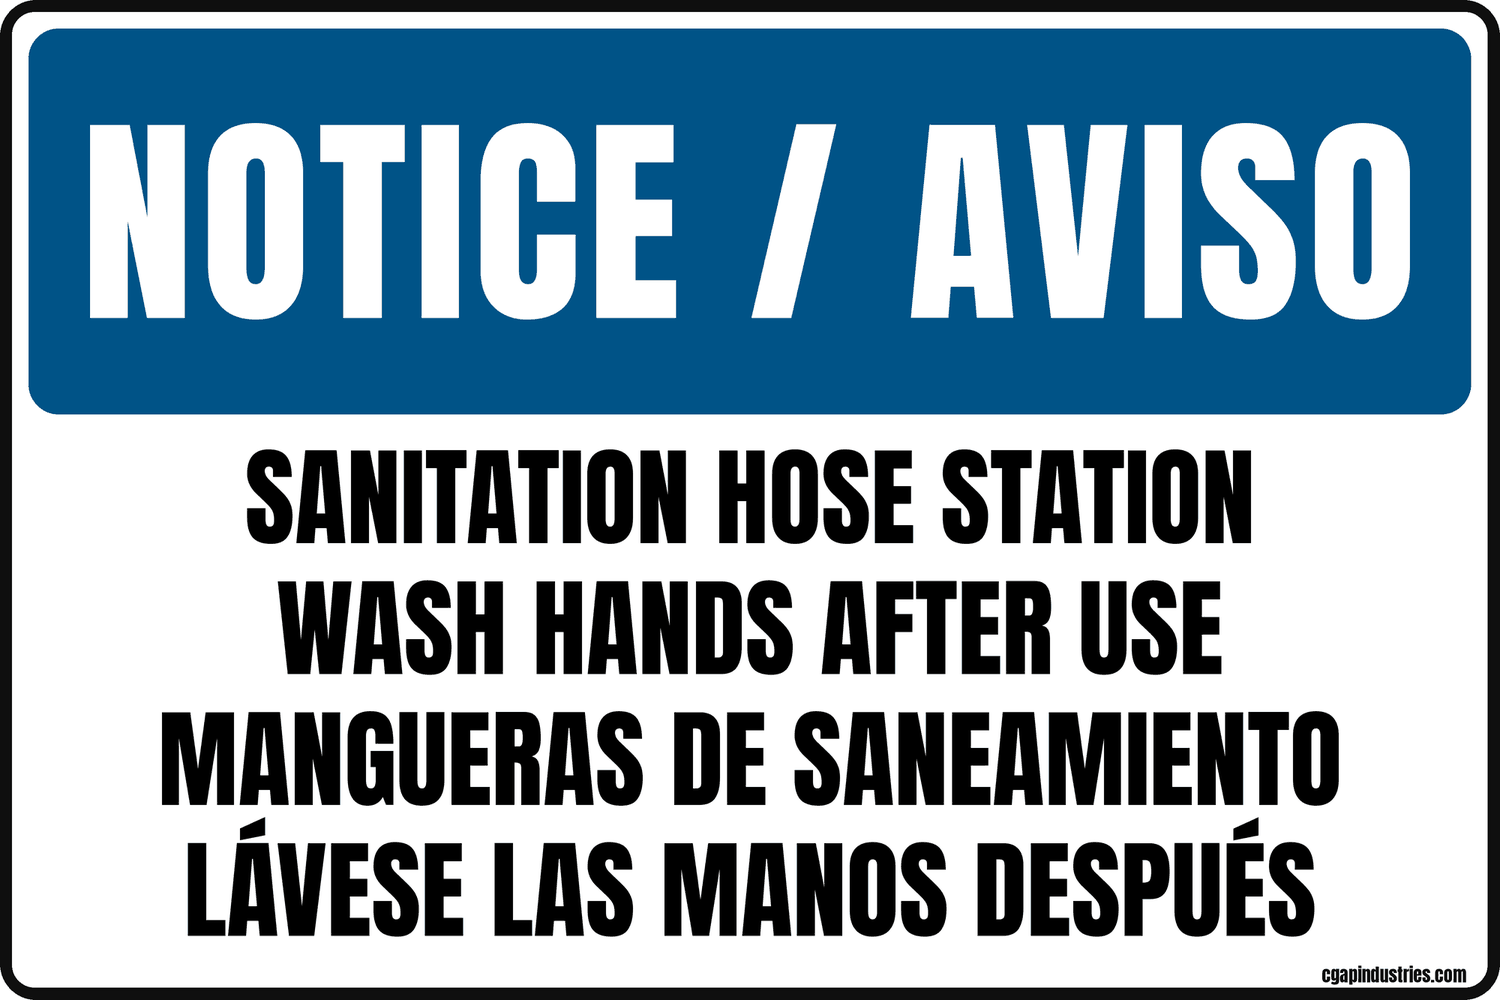 NOTICE / AVISO
SANITATION HOSE STATION
WASH HANDS AFTER USE
MANGUERAS DE SANEAMIENTO
LÁVESE LAS MANOS DESPUÉS
cgapindustries.com